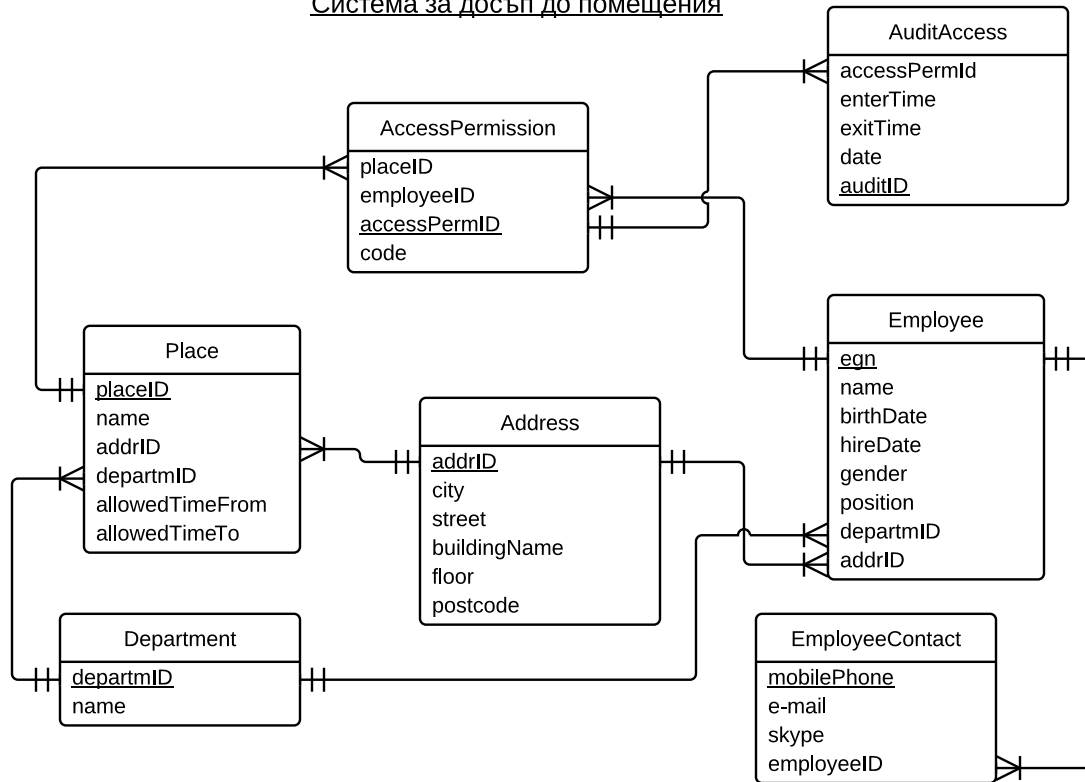 Система за досъп до помещения
AuditAccess
accessPermId
enterTime
exitTime
date
auditID
AccessPermission
placeID
employeeID
accessPermID
code
Employee
egn
name
birthDate
hireDate
gender
position
departmID
addrID
Place
placeID
name
addrID
departmID
allowedTimeFrom
allowedTimeTo
Address
addrID
city
street
buildingName
floor
postcode
Department
departmID
name
EmployeeContact
mobilePhone
e-mail
skype
employeeID